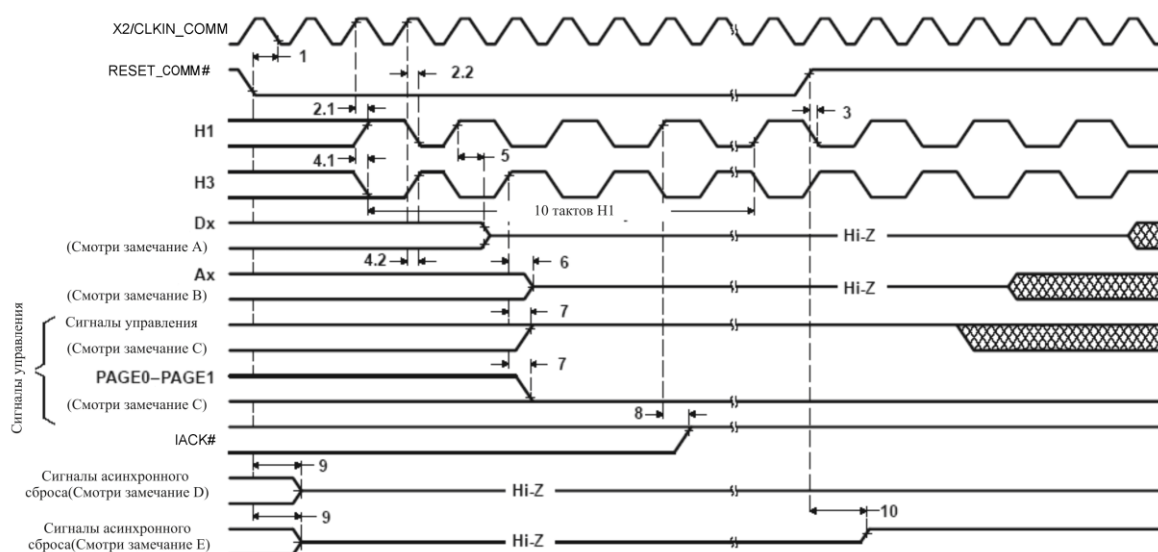 X2/CLKIN_COMM
1
RESET_COMM#
2.2
2.1
3
H1
4.1
5
H3
10 тактов H1
Dx
(Смотри замечание A)
Hi-Z
4.2
6
Ax
(Смотри замечание B)
Hi-Z
Сигналы управления
Сигналы управления
(Смотри замечание C)
7
PAGE0–PAGE1
(Смотри замечание C)
7
8
IACK#
9
Сигналы асинхронного
сброса(Смотри замечание D)
Hi-Z
9
10
Сигналы асинхронного
сброса(Смотри замечание E)
Hi-Z